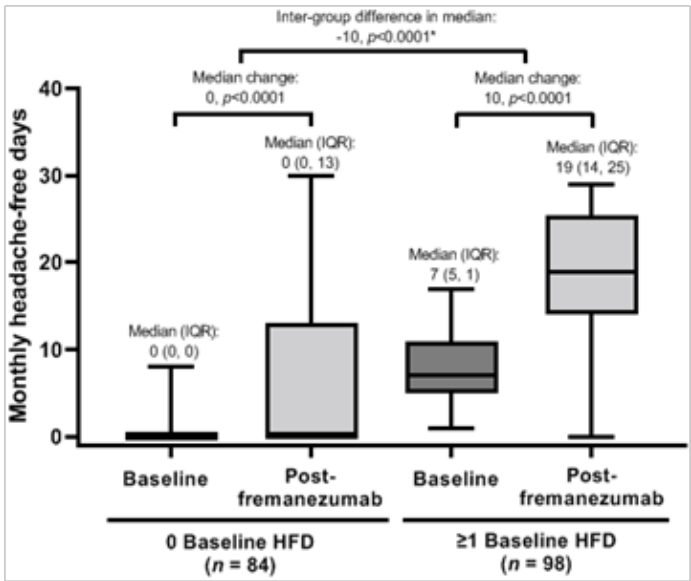 Inter-group difference in median:
-10, p<0.0001*
Median change:
0, p<0.0001
Median change:
10, p<0.0001
Monthly headache-free days
40
30
20
10
0
Median (IQR):
0 (0, 0)
Median (IQR):
0 (0, 13)
Median (IQR):
7 (5, 1)
Median (IQR):
19 (14, 25)
Baseline
Post-
fremanezumab
Baseline
Post-
fremanezumab
0 Baseline HFD
(n = 84)
≥1 Baseline HFD
(n = 98)